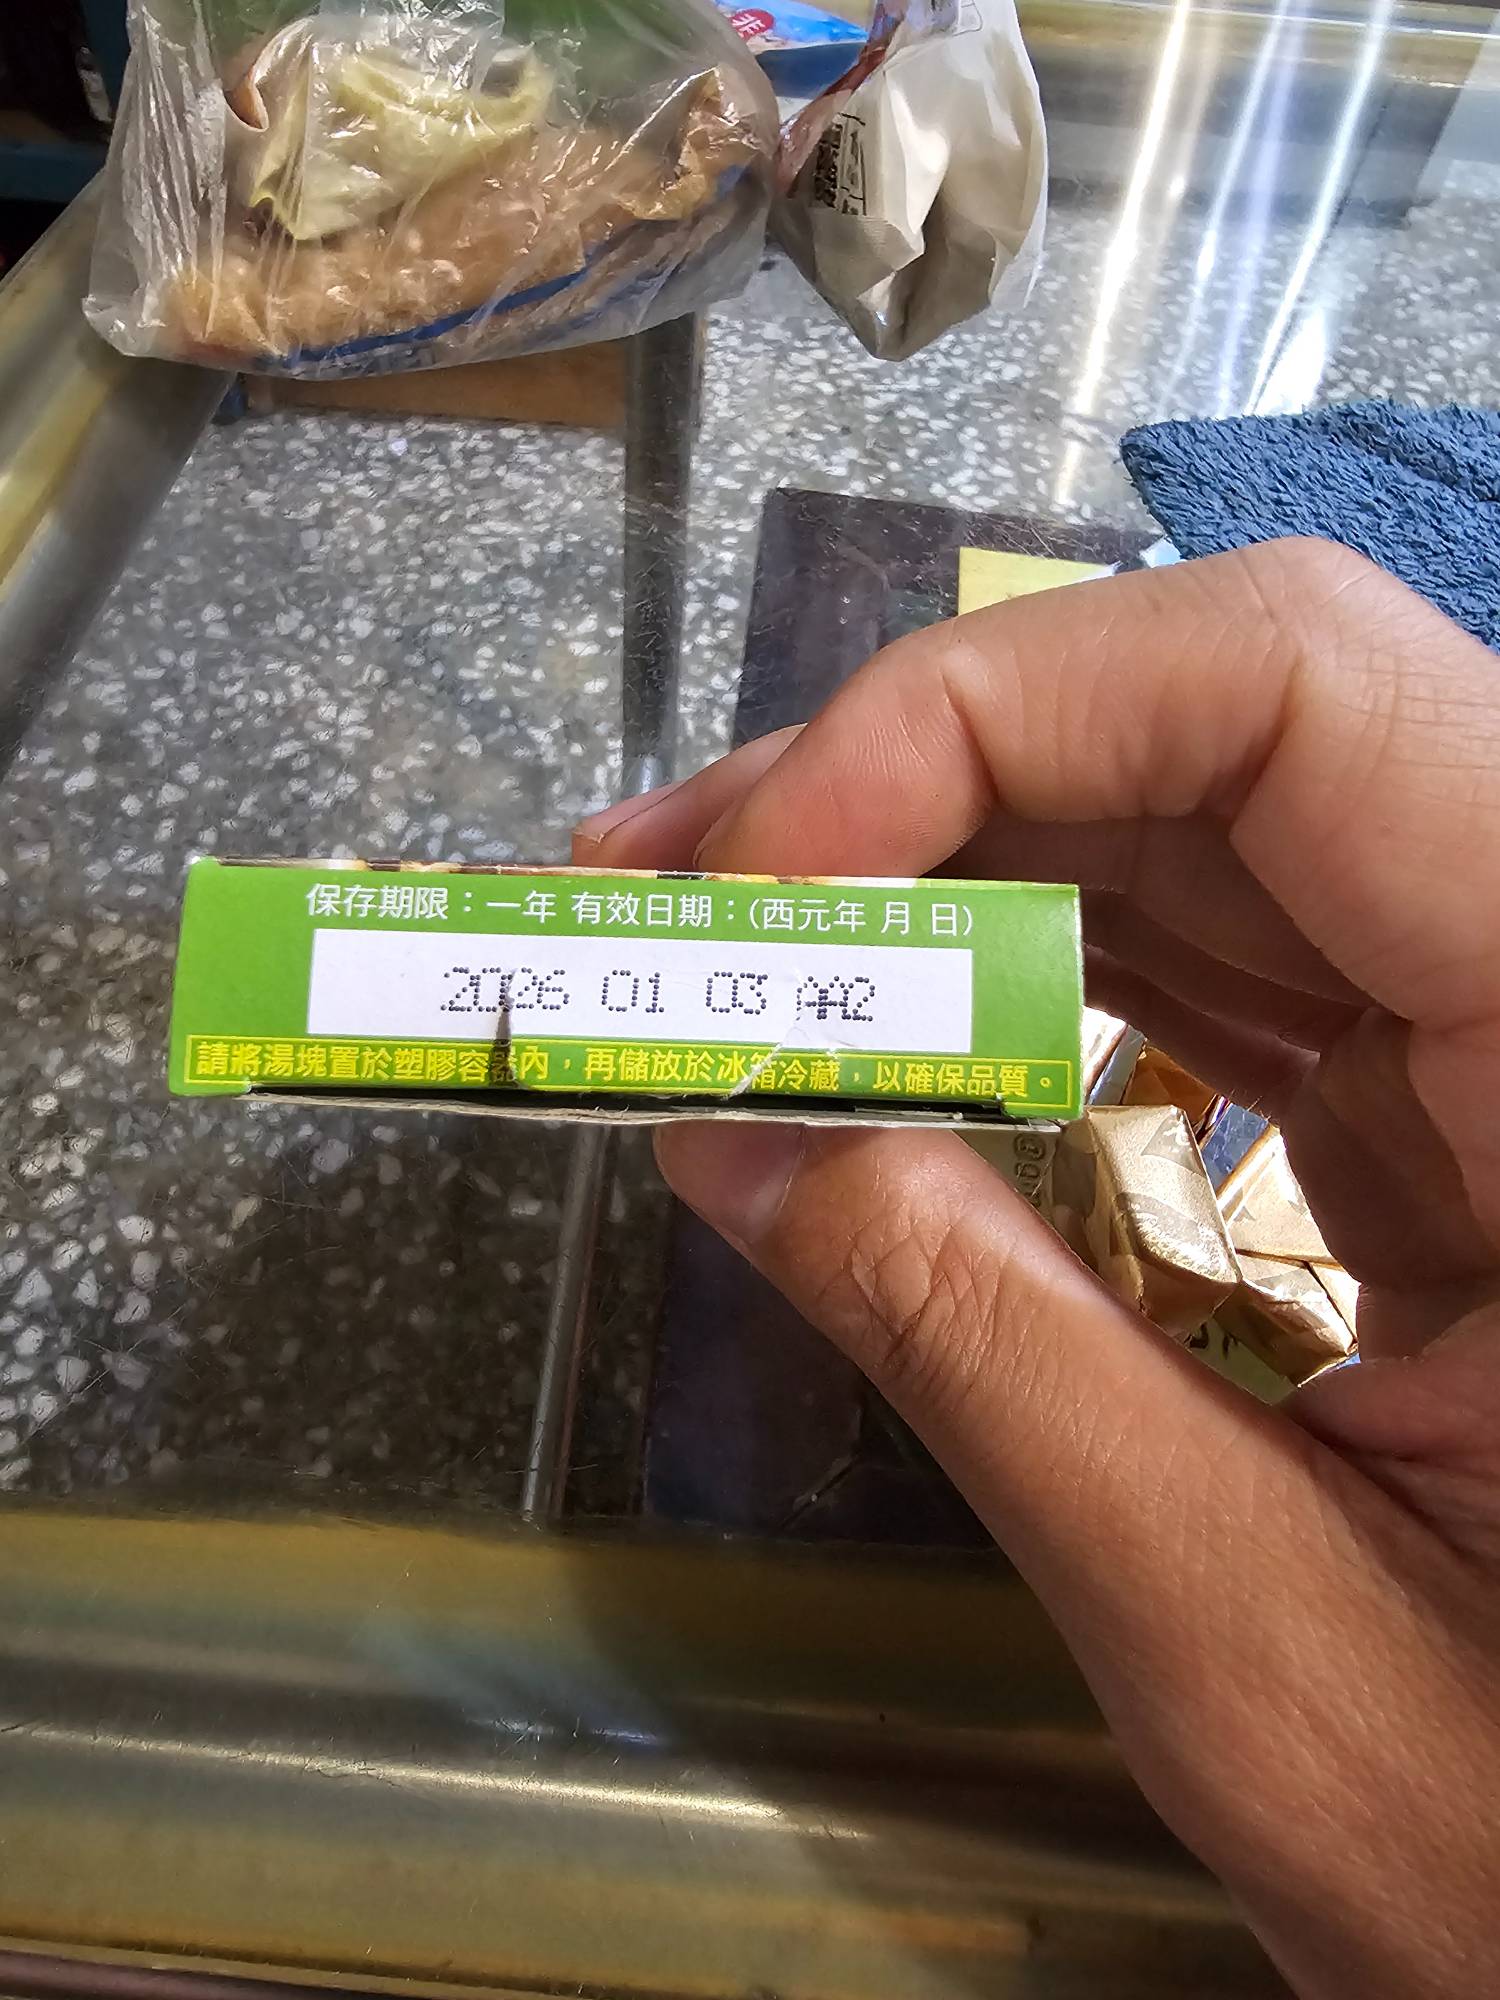 非
保存期限：一年 有效日期：(西元年 月 日)
2026 01 03 AA2
請將湯塊置於塑膠容器內，再儲放於冰箱冷藏，以確保品質。